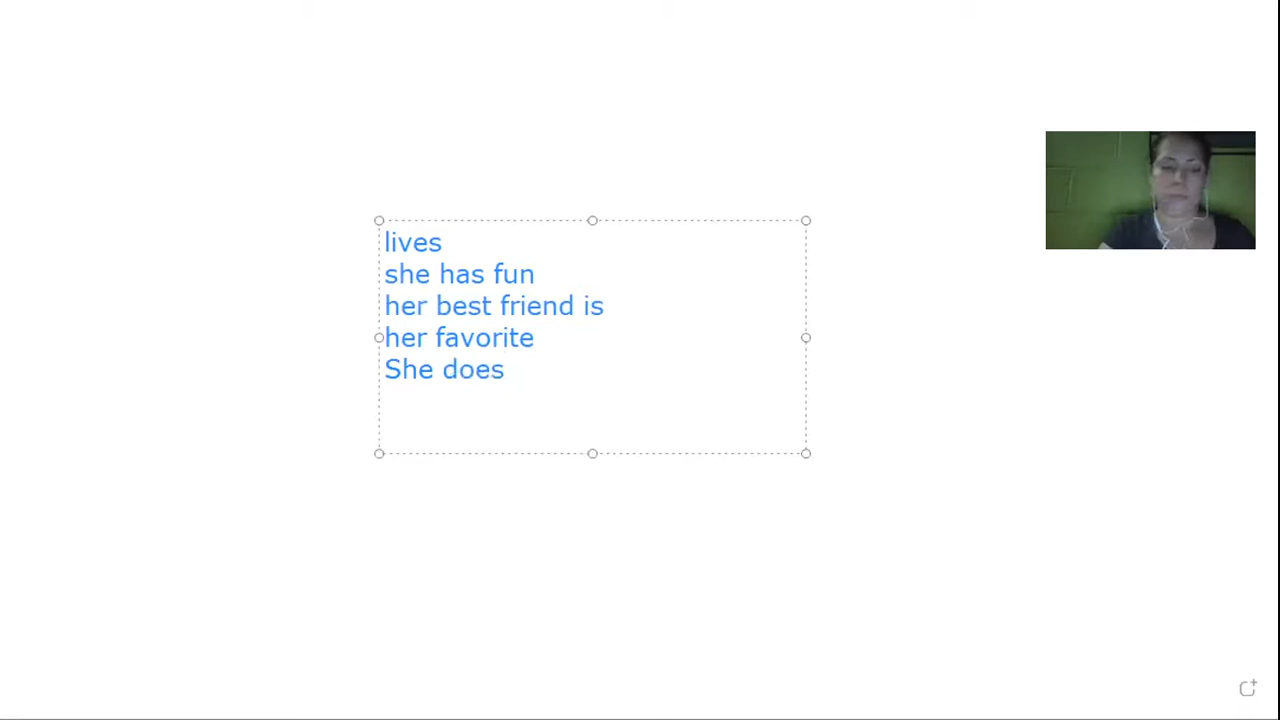 lives
she has fun
her best friend is
her favorite
She does